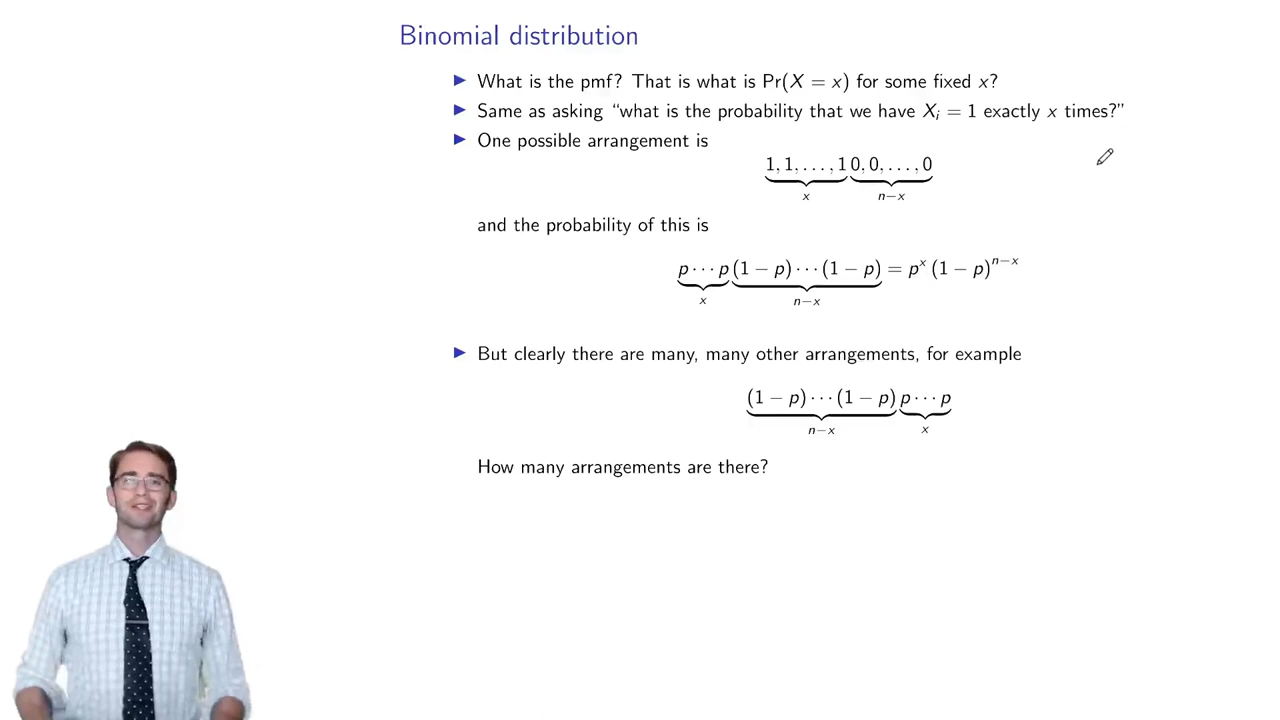 Binomial distribution
▶ What is the pmf? That is what is Pr(X = x) for some fixed x?
▶ Same as asking “what is the probability that we have Xᵢ = 1 exactly x times?”
▶ One possible arrangement is
1, 1, . . . , 1 0, 0, . . . , 0
x n−x
and the probability of this is
p · · · p (1 − p) · · · (1 − p) = pˣ (1 − p)ⁿ⁻ˣ
x n−x
▶ But clearly there are many, many other arrangements, for example
(1 − p) · · · (1 − p) p · · · p
n−x x
How many arrangements are there?